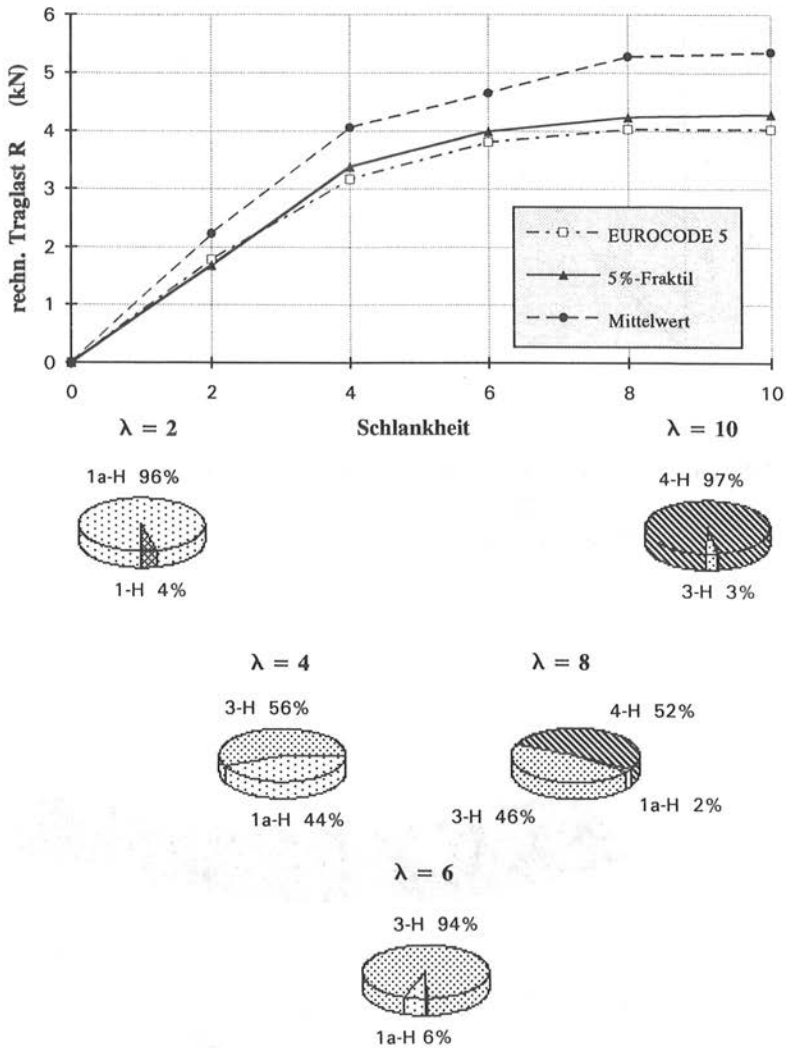 rechn. Traglast R (kN)
6
5
4
3
2
1
0
0 2 4 6 8 10
EUROCODE 5
5%-Fraktil
Mittelwert
Schlankheit
λ = 2
λ = 10
1a-H 96%
1-H 4%
4-H 97%
3-H 3%
λ = 4
λ = 8
3-H 56%
1a-H 44%
4-H 52%
3-H 46%
1a-H 2%
λ = 6
3-H 94%
1a-H 6%